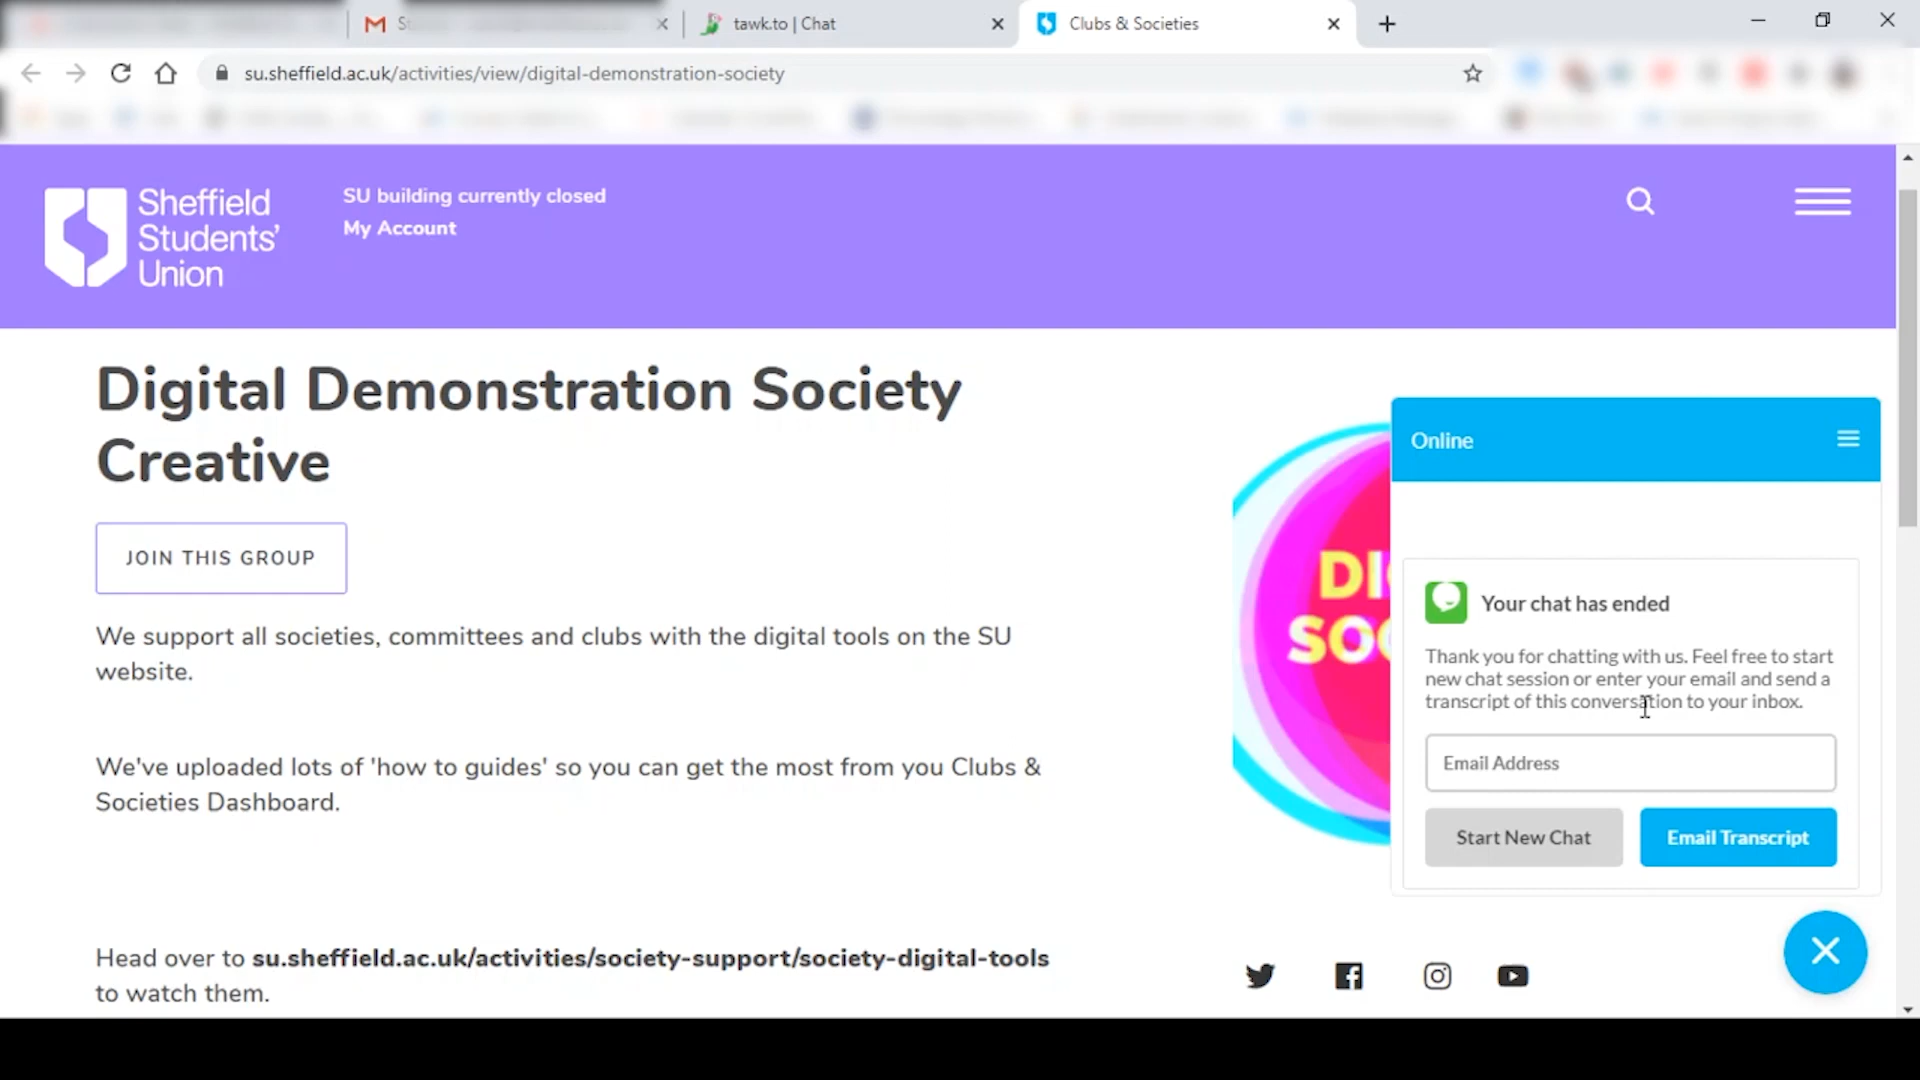 tawk.to | Chat
Clubs & Societies
su.sheffield.ac.uk/activities/view/digital-demonstration-society
Sheffield
Students'
Union
SU building currently closed
My Account
Digital Demonstration Society
Creative
JOIN THIS GROUP
We support all societies, committees and clubs with the digital tools on the SU
website.
We've uploaded lots of 'how to guides' so you can get the most from you Clubs &
Societies Dashboard.
Head over to su.sheffield.ac.uk/activities/society-support/society-digital-tools
to watch them.
DI
SOC
Online
Your chat has ended
Thank you for chatting with us. Feel free to start
new chat session or enter your email and send a
transcript of this conversation to your inbox.
Email Address
Start New Chat
Email Transcript